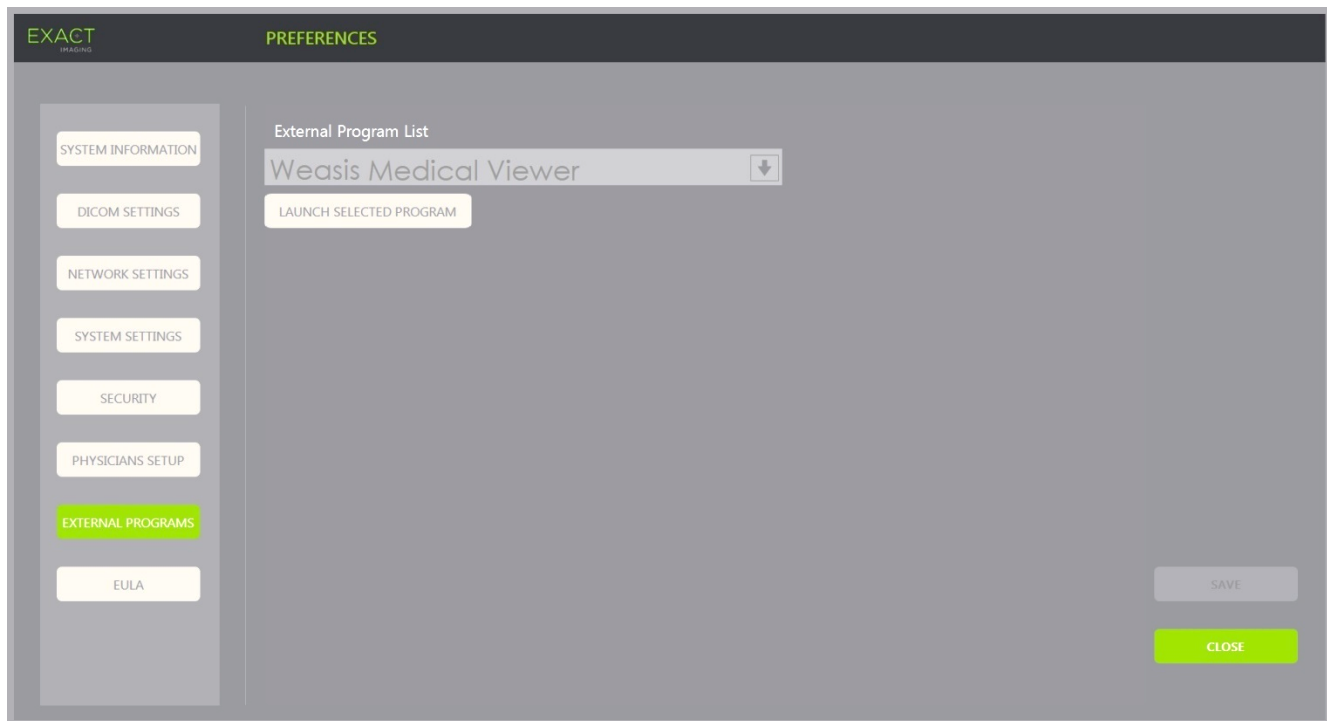 EXACT
IMAGING
PREFERENCES
SYSTEM INFORMATION
DICOM SETTINGS
NETWORK SETTINGS
SYSTEM SETTINGS
SECURITY
PHYSICIANS SETUP
EXTERNAL PROGRAMS
EULA
External Program List
Weasis Medical Viewer
LAUNCH SELECTED PROGRAM
SAVE
CLOSE